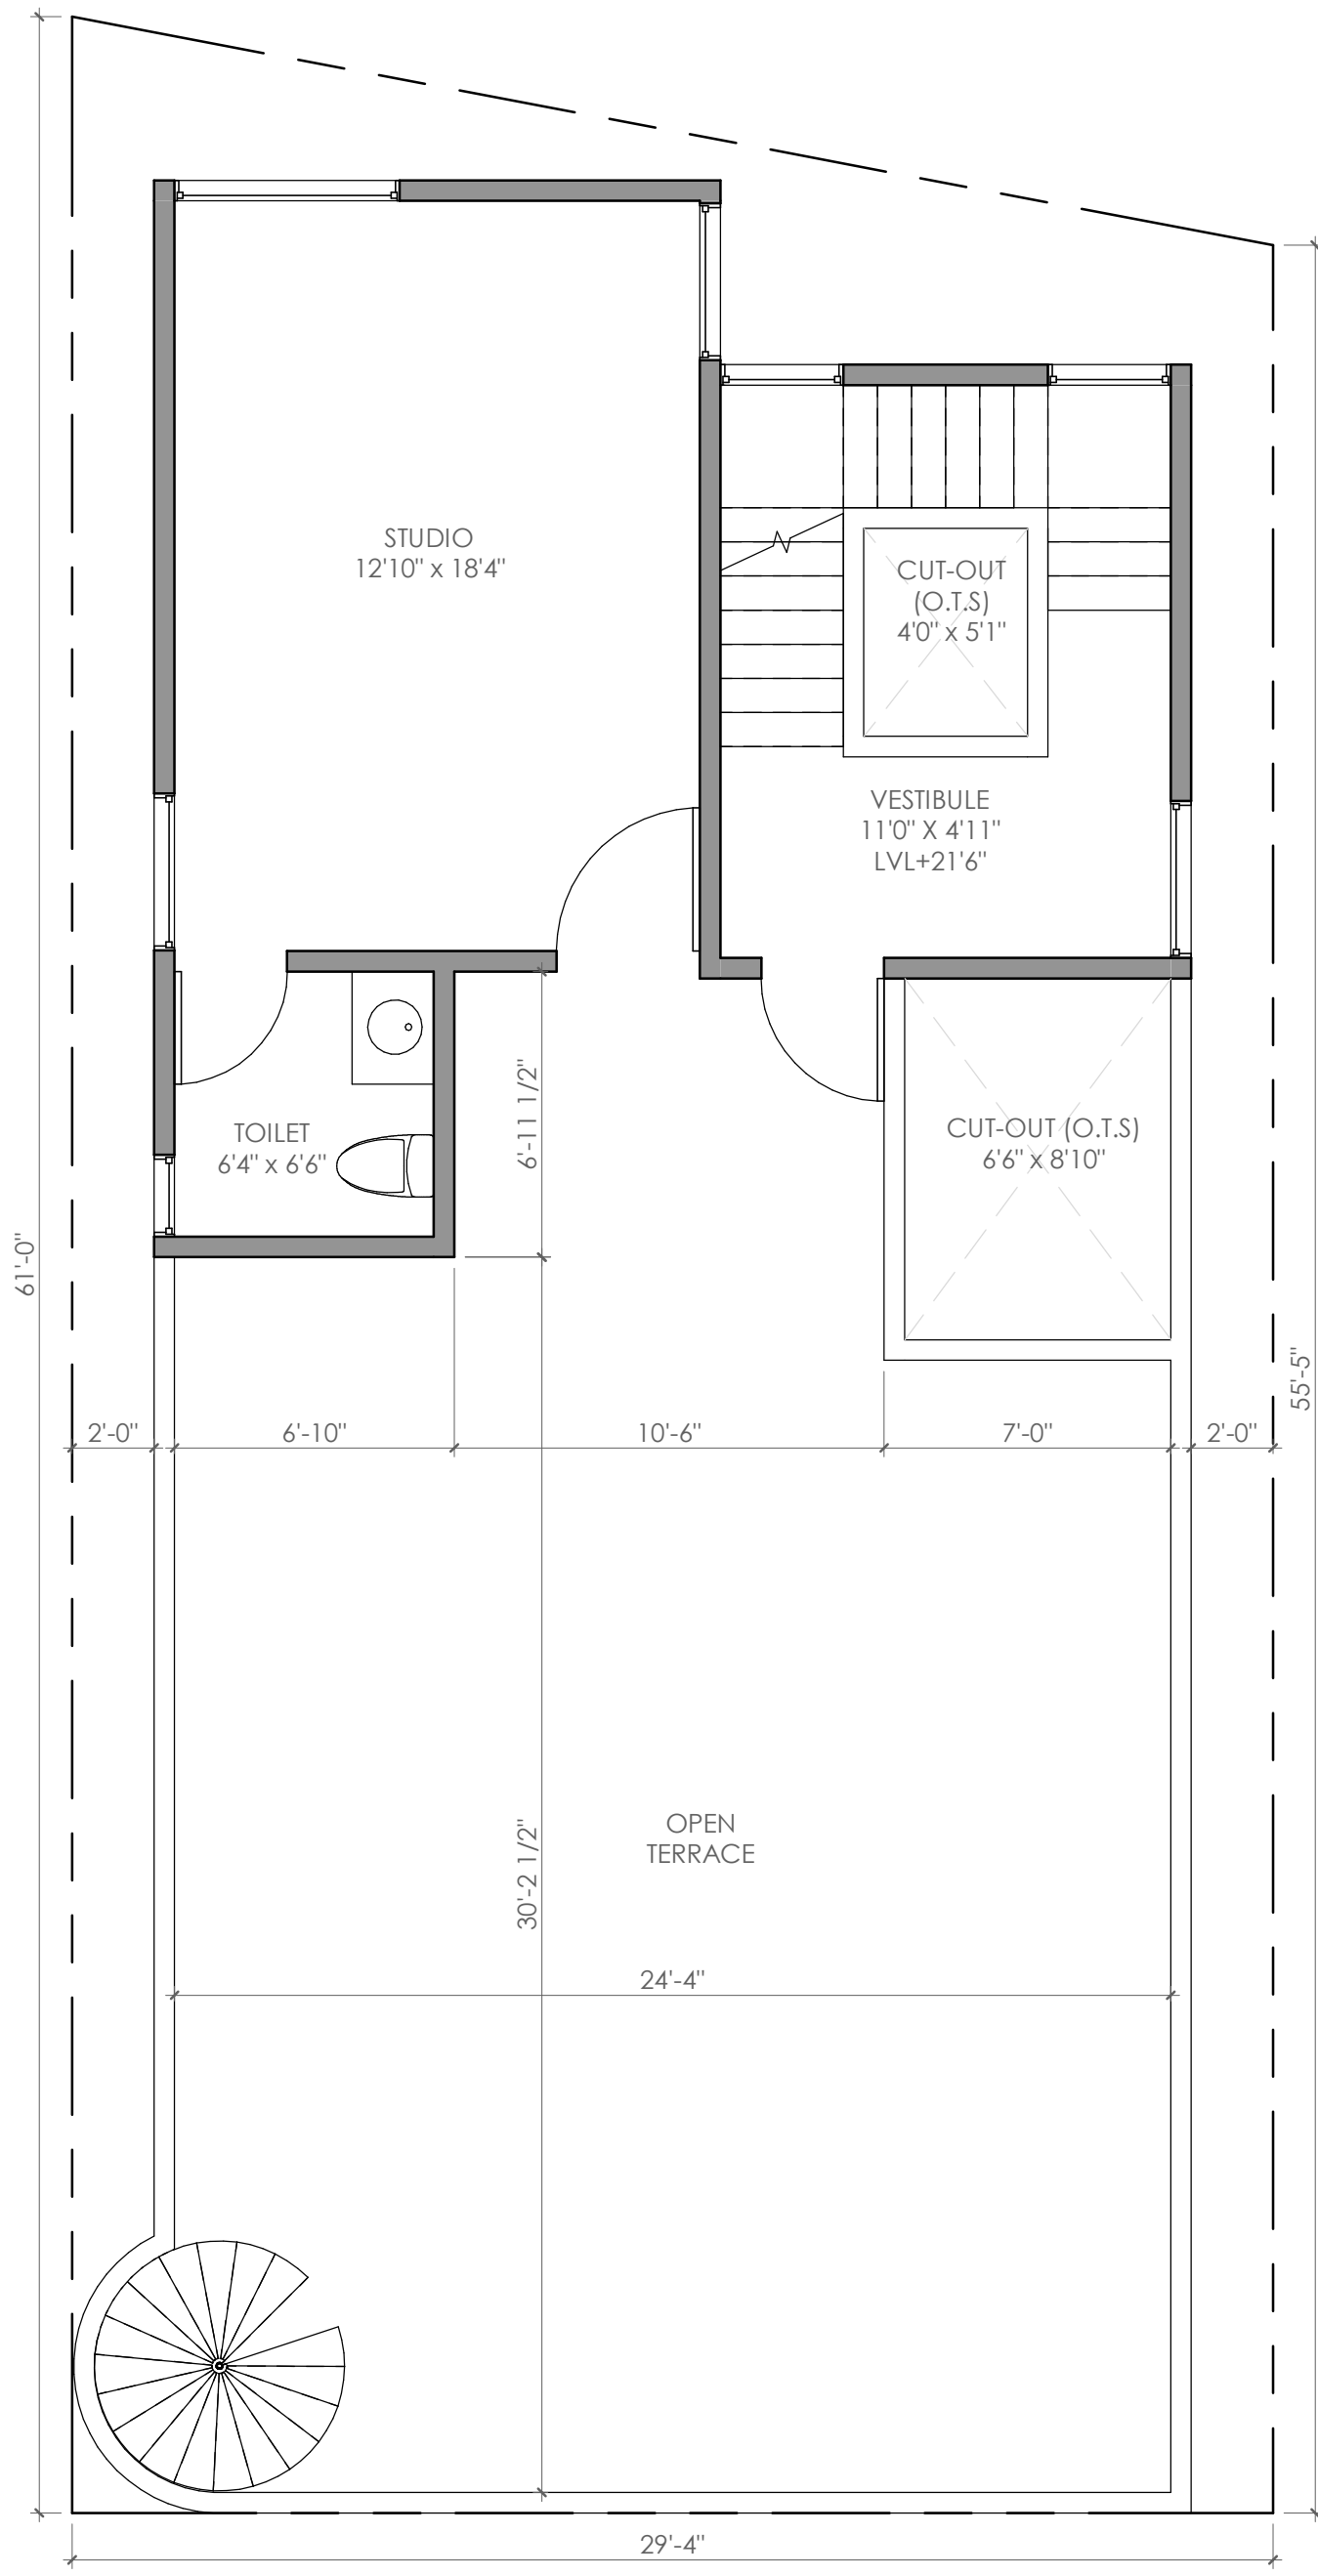 STUDIO
12'10" x 18'4"
CUT-OUT
(O.T.S)
4'0" x 5'1"
VESTIBULE
11'0" X 4'11"
LVL+21'6"
TOILET
6'4" x 6'6"
6'-11 1/2"
CUT-OUT (O.T.S)
6'6" x 8'10"
61'-0"
55'-5"
2'-0"
6'-10"
10'-6"
7'-0"
2'-0"
OPEN
TERRACE
30'-2 1/2"
24'-4"
29'-4"